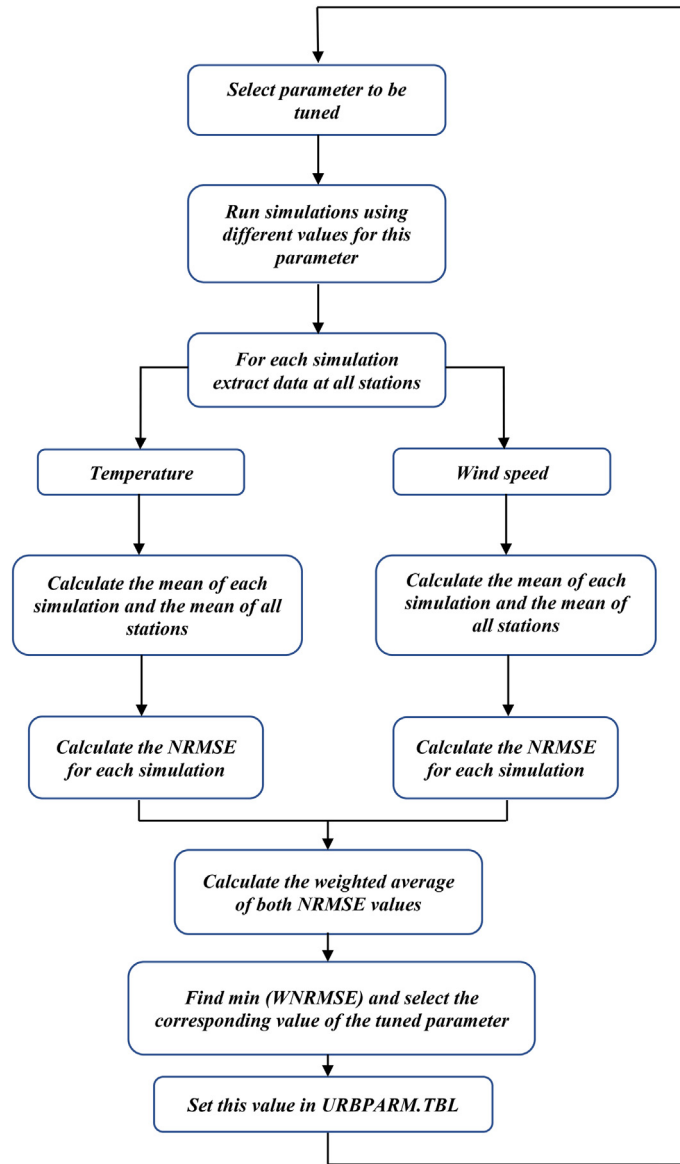 Select parameter to be
tuned
Run simulations using
different values for this
parameter
For each simulation
extract data at all stations
Temperature
Wind speed
Calculate the mean of each
simulation and the mean of all
stations
Calculate the mean of each
simulation and the mean of
all stations
Calculate the NRMSE
for each simulation
Calculate the NRMSE
for each simulation
Calculate the weighted average
of both NRMSE values
Find min (WNRMSE) and select the
corresponding value of the tuned parameter
Set this value in URBPARM.TBL